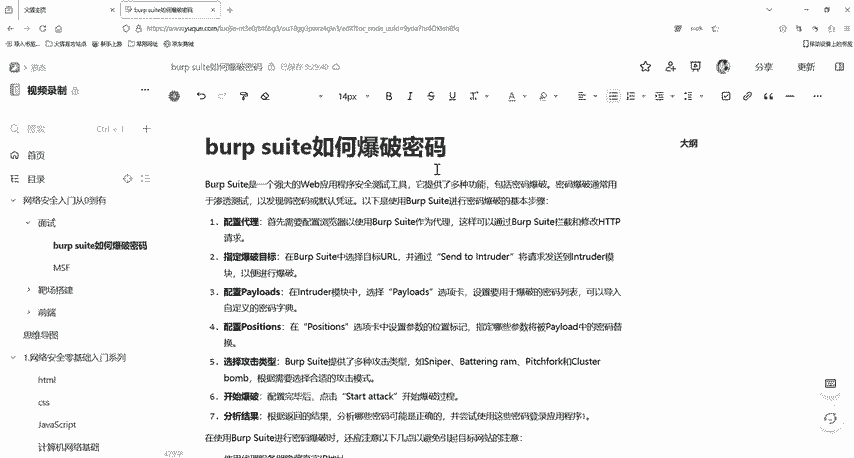 火狐主页
burp suite如何爆破密码
火狐官方站点
新手上路
常用网址
京东商城
burp suite如何爆破密码
已保存 9:29:40
分享
更新
视频录制
14px
搜索
Ctrl + J
首页
目录
网络安全入门从0到有
面试
burp suite如何爆破密码
MSF
靶场搭建
前端
思维导图
1.网络安全零基础入门系列
html
css
JavaScript
计算机网络基础
大纲
burp suite如何爆破密码
Burp Suite是一个强大的Web应用程序安全测试工具，它提供了多种功能，包括密码爆破。密码爆破通常用
于渗透测试，以发现弱密码或默认凭证。以下是使用Burp Suite进行密码爆破的基本步骤：
1. 配置代理：首先需要配置浏览器以使用Burp Suite作为代理，这样可以通过Burp Suite拦截和修改HTTP
请求。
2. 指定爆破目标：在Burp Suite中选择目标URL，并通过“Send to Intruder”将请求发送到Intruder模
块，以便进行爆破。
3. 配置Payloads：在Intruder模块中，选择“Payloads”选项卡，设置要用于爆破的密码列表，可以导入
自定义的密码字典。
4. 配置Positions：在“Positions”选项卡中设置参数的位置标记，指定哪些参数将被Payload中的密码替
换。
5. 选择攻击类型：Burp Suite提供了多种攻击类型，如Sniper、Battering ram、Pitchfork和Cluster
bomb，根据需要选择合适的攻击模式。
6. 开始爆破：配置完毕后，点击“Start attack”开始爆破过程。
7. 分析结果：根据返回的结果，分析哪些密码可能是正确的，并尝试使用这些密码登录应用程序1。
在使用Burp Suite进行密码爆破时，还应注意以下几点以避免引起目标网站的注意：